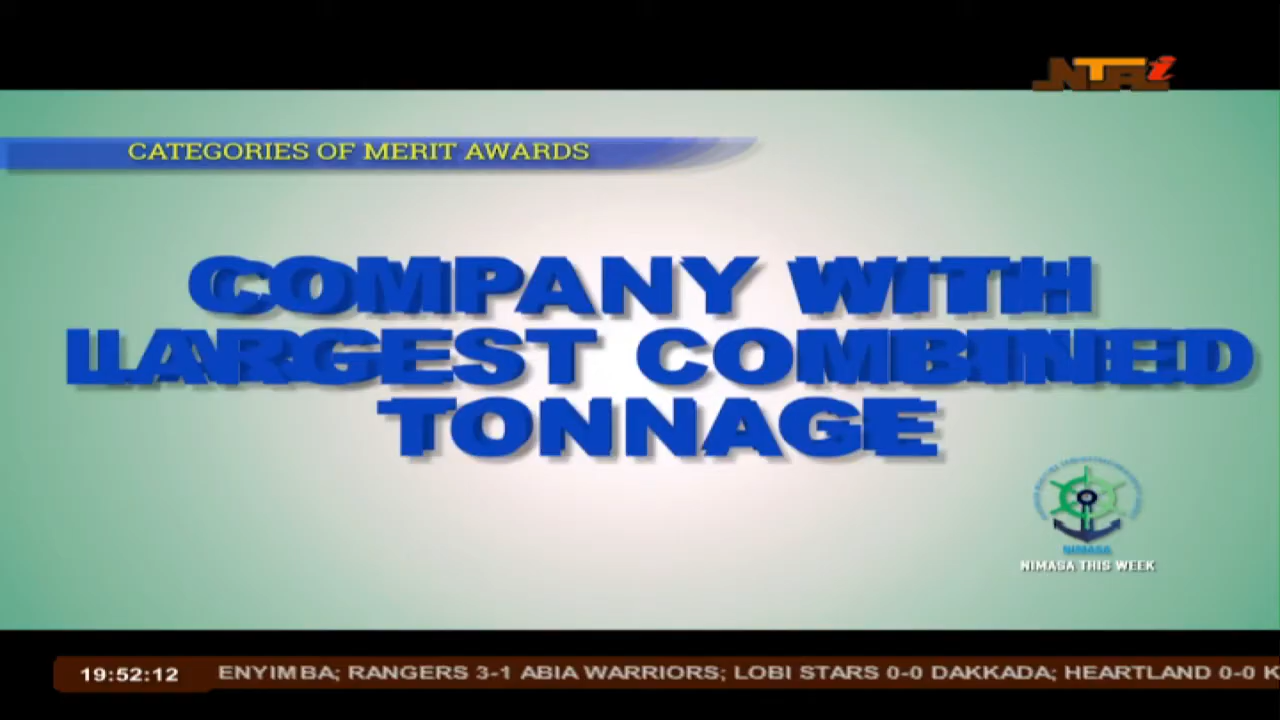 NTAi
CATEGORIES OF MERIT AWARDS
COMPANY WITH
LARGEST COMBINED
TONNAGE
NIMASA
NIMASA THIS WEEK
19:52:12
ENYIMBA; RANGERS 3-1 ABIA WARRIORS; LOBI STARS 0-0 DAKKADA; HEARTLAND 0-0 K